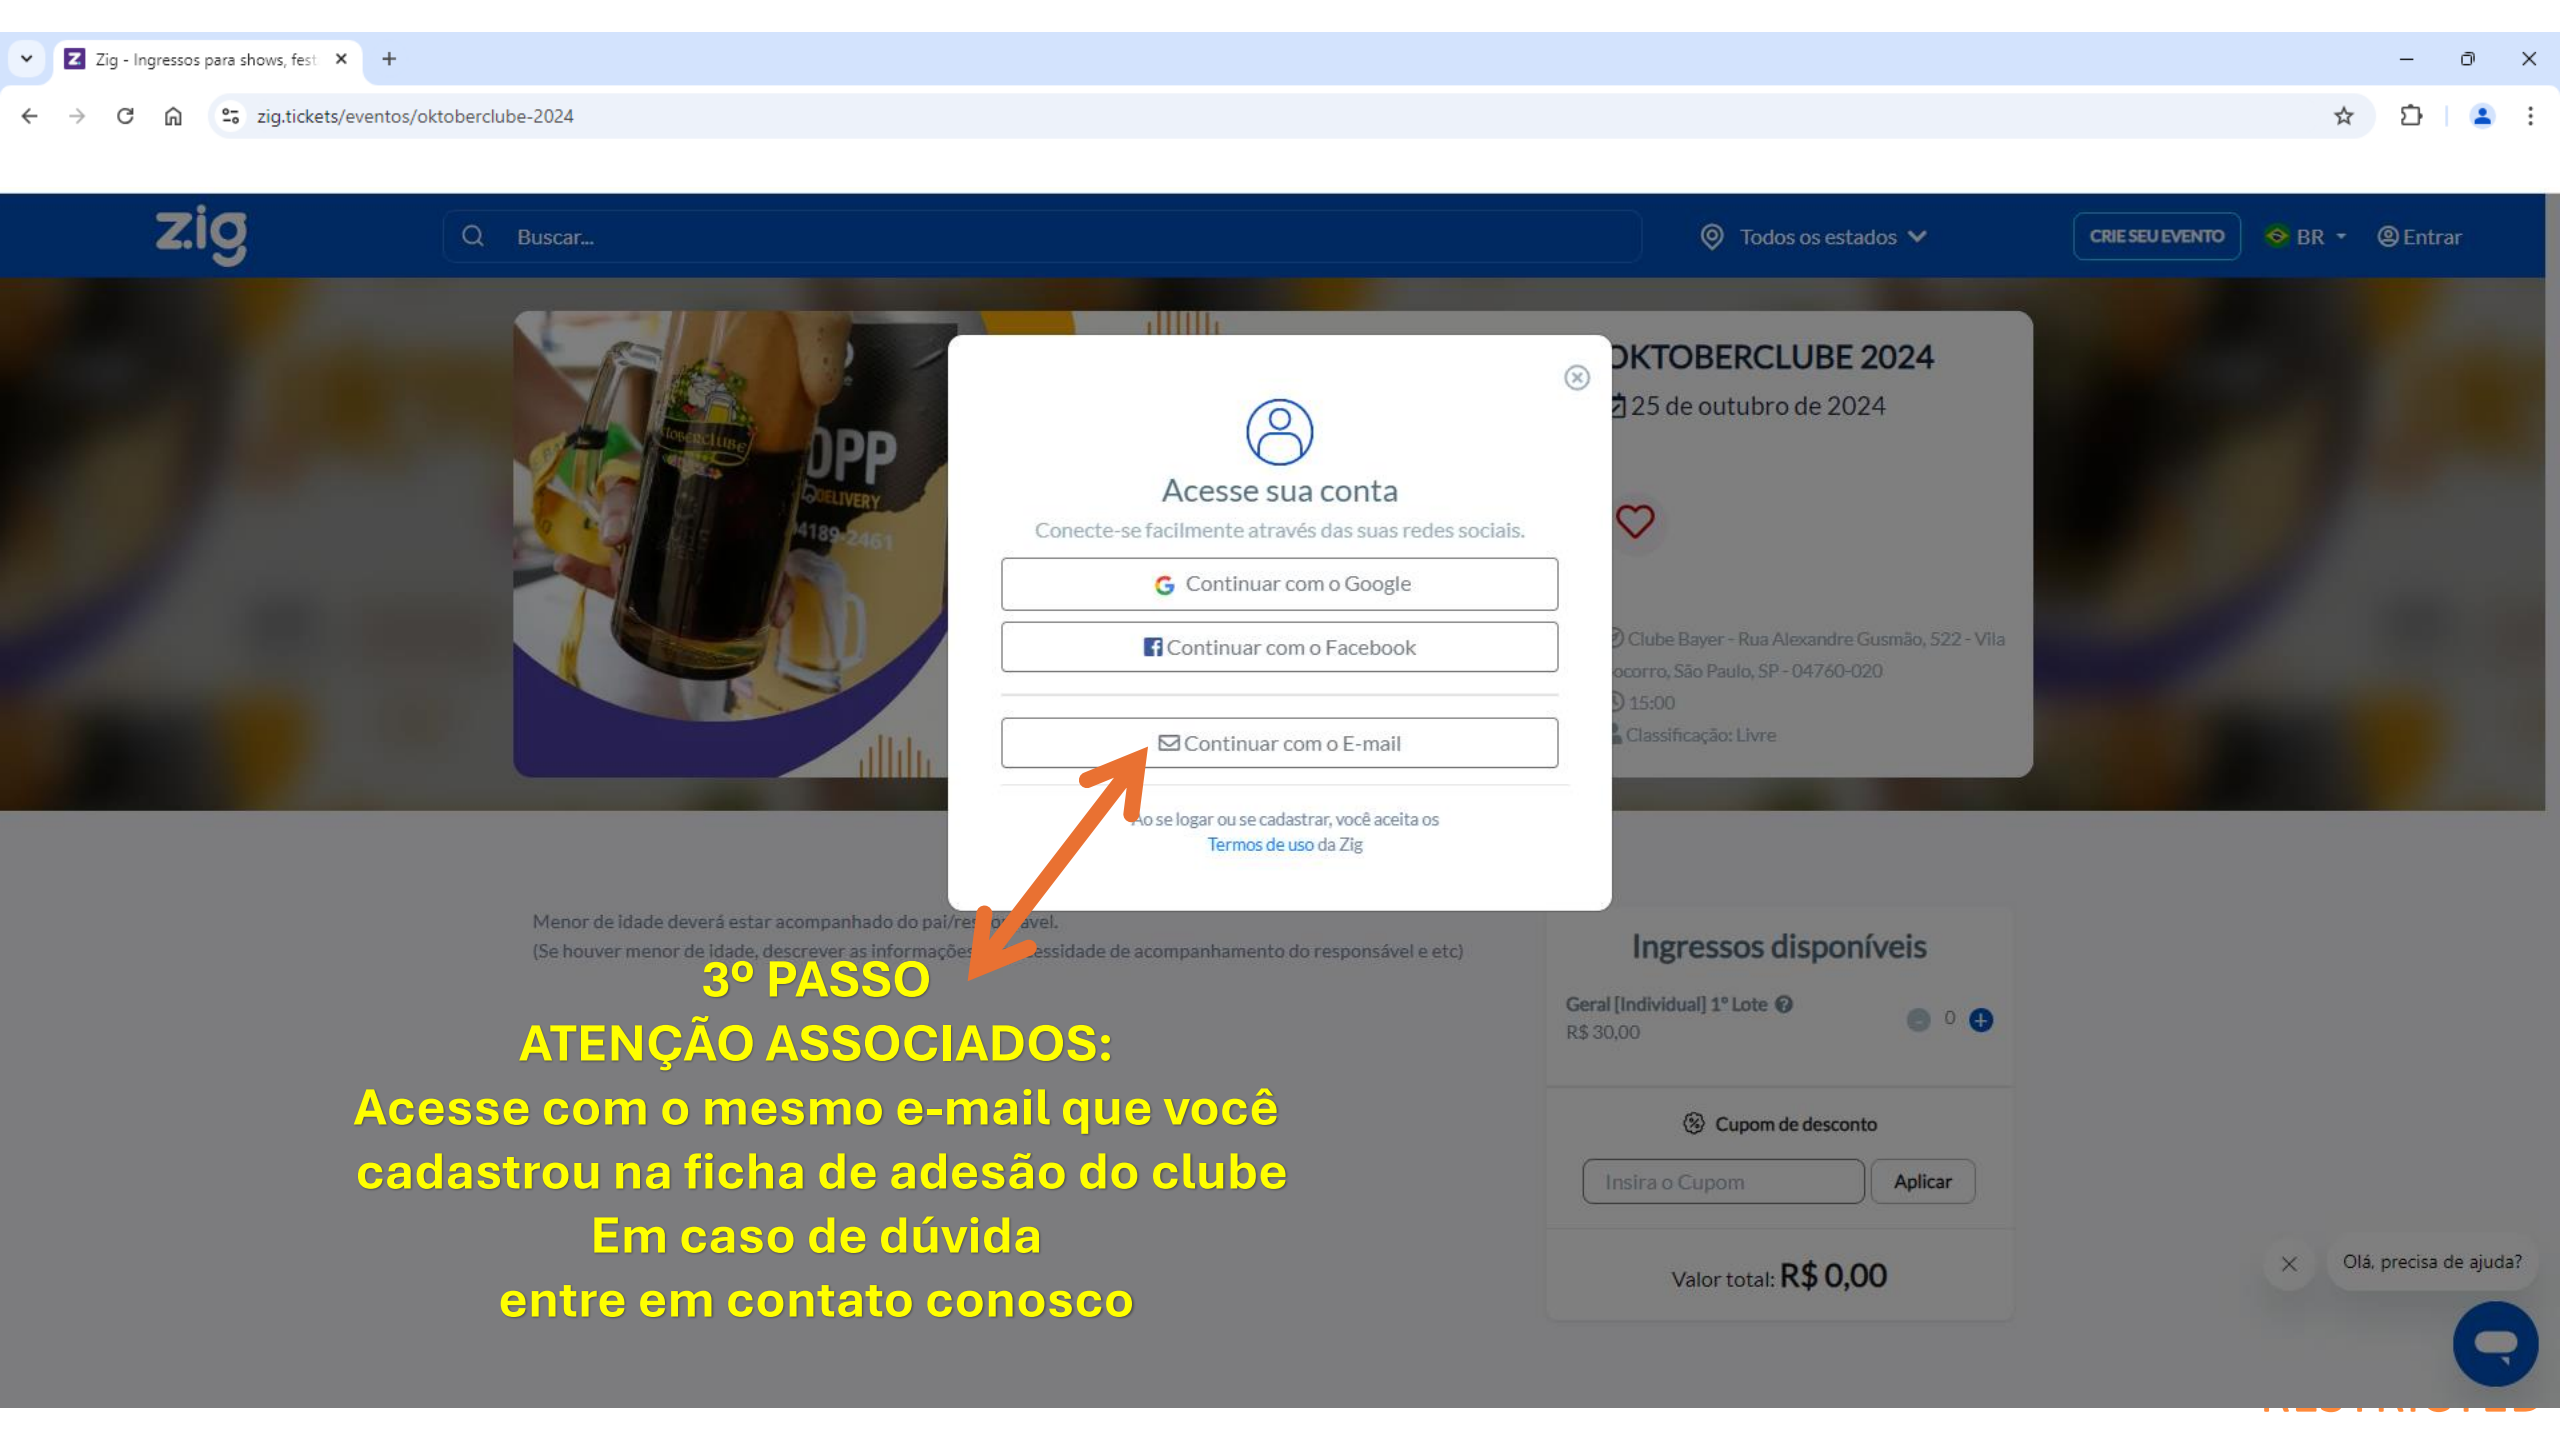 Zig - Ingressos para shows, fest
zig.tickets/eventos/oktoberclube-2024
zig
Buscar...
Todos os estados
CRIE SEU EVENTO
BR
Entrar
OPP
DELIVERY
4189-2461
OKTOBERCLUBE 2024
25 de outubro de 2024
Clube Bayer - Rua Alexandre Gusmão, 522 - Vila
ocorro, São Paulo, SP - 04760-020
15:00
Classificação: Livre
Acesse sua conta
Conecte-se facilmente através das suas redes sociais.
Continuar com o Google
Continuar com o Facebook
Continuar com o E-mail
Ao se logar ou se cadastrar, você aceita os
Termos de uso da Zig
Menor de idade deverá estar acompanhado do pai/responsável.
(Se houver menor de idade, descrever as informações necessidade de acompanhamento do responsável e etc)
3º PASSO
ATENÇÃO ASSOCIADOS:
Acesse com o mesmo e-mail que você
cadastrou na ficha de adesão do clube
Em caso de dúvida
entre em contato conosco
Ingressos disponíveis
Geral [Individual] 1º Lote
R$ 30,00
- 0 +
Cupom de desconto
Insira o Cupom
Aplicar
Valor total: R$ 0,00
Olá, precisa de ajuda?
RESTRICTED